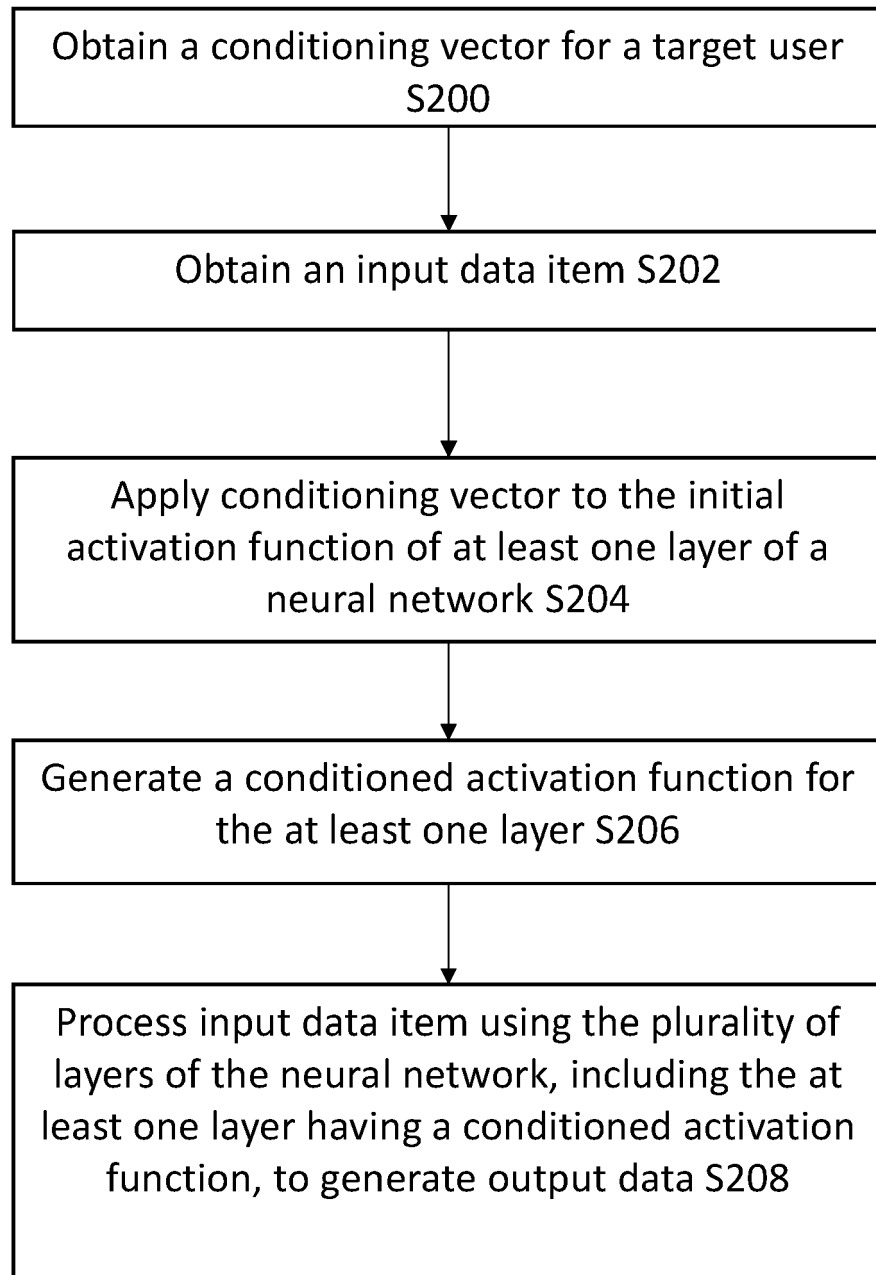 Obtain a conditioning vector for a target user
S200
Obtain an input data item S202
Apply conditioning vector to the initial
activation function of at least one layer of a
neural network S204
Generate a conditioned activation function for
the at least one layer S206
Process input data item using the plurality of
layers of the neural network, including the at
least one layer having a conditioned activation
function, to generate output data S208